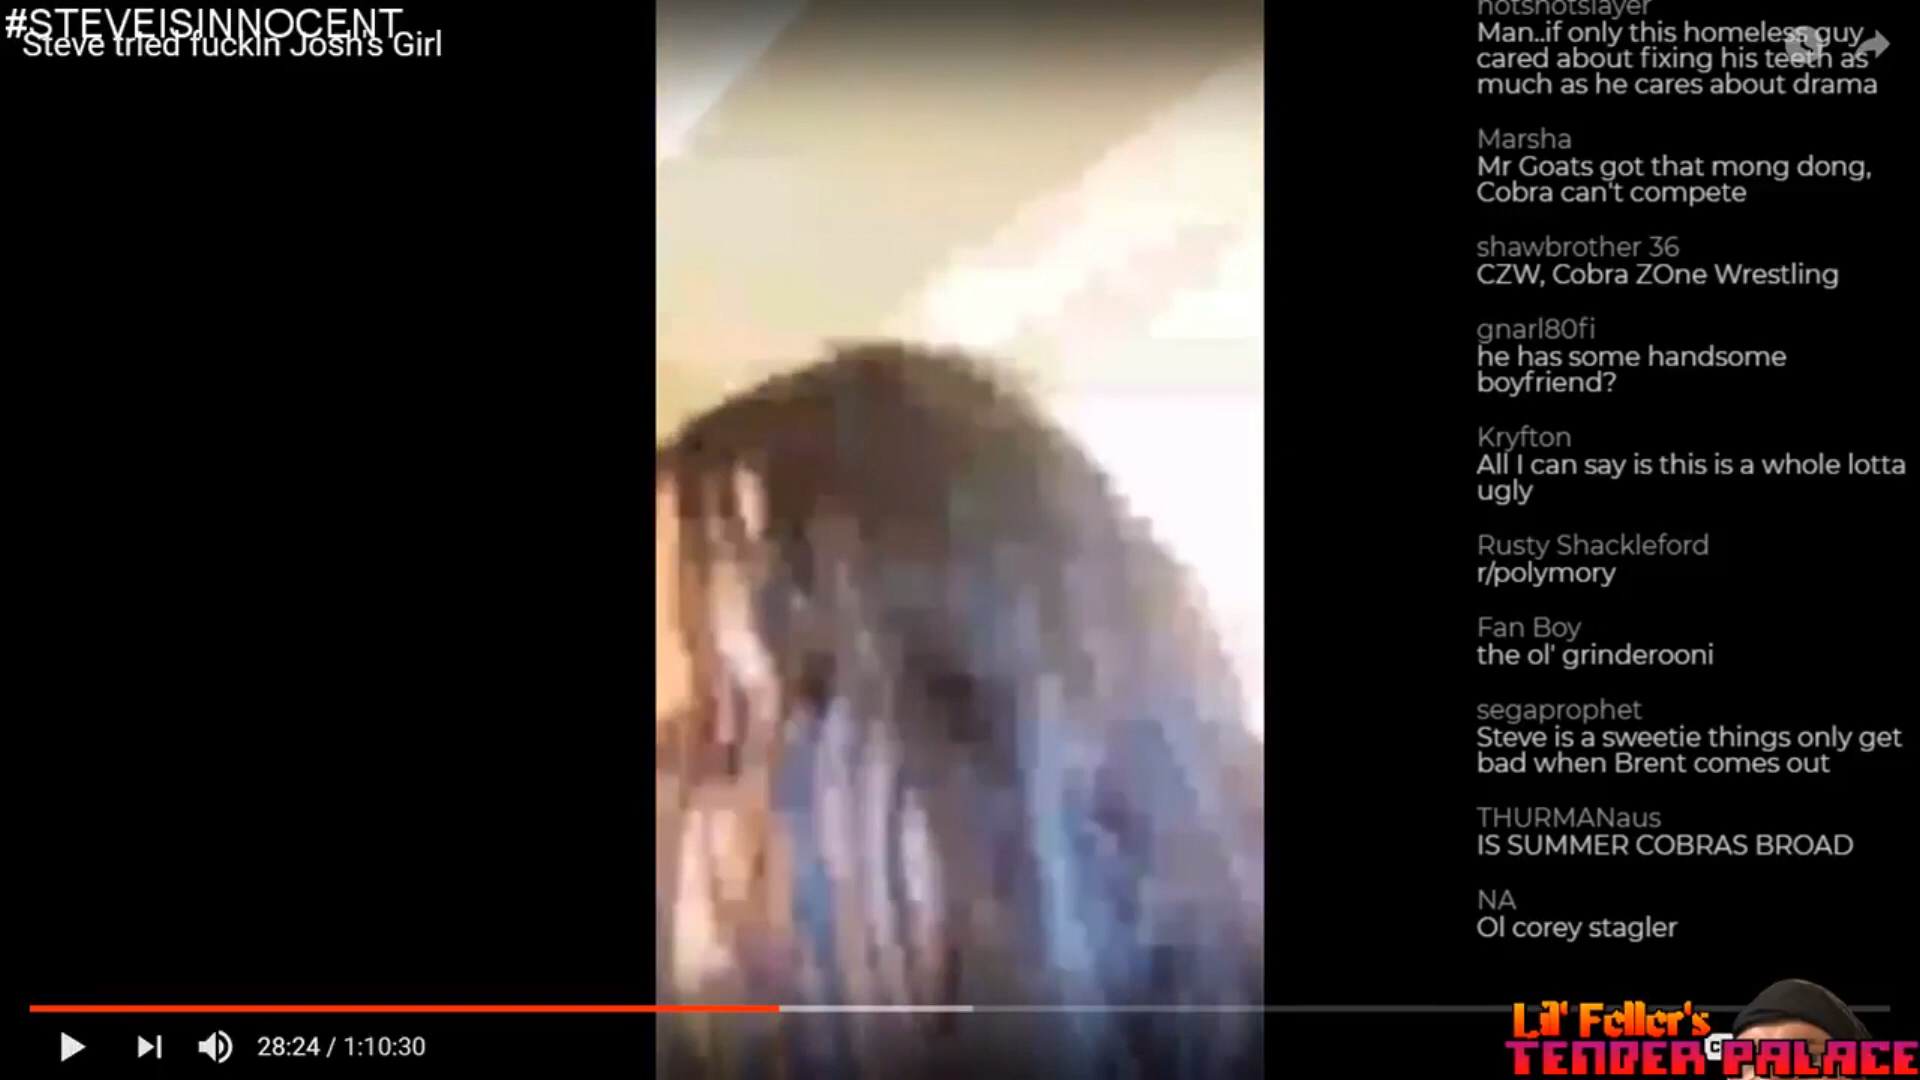 #STEVEISINNOCENT
Steve tried fuckin Josh's Girl
hotshotslayer
Man..if only this homeless guy
cared about fixing his teeth as
much as he cares about drama
Marsha
Mr Goats got that mong dong,
Cobra can't compete
shawbrother 36
CZW, Cobra ZOne Wrestling
gnarl80fi
he has some handsome
boyfriend?
Kryfton
All I can say is this is a whole lotta
ugly
Rusty Shackleford
r/polymory
Fan Boy
the ol' grinderooni
segaprophet
Steve is a sweetie things only get
bad when Brent comes out
THURMANaus
IS SUMMER COBRAS BROAD
NA
Ol corey stagler
28:24 / 1:10:30
Lil' Feller's
TENDER PALACE